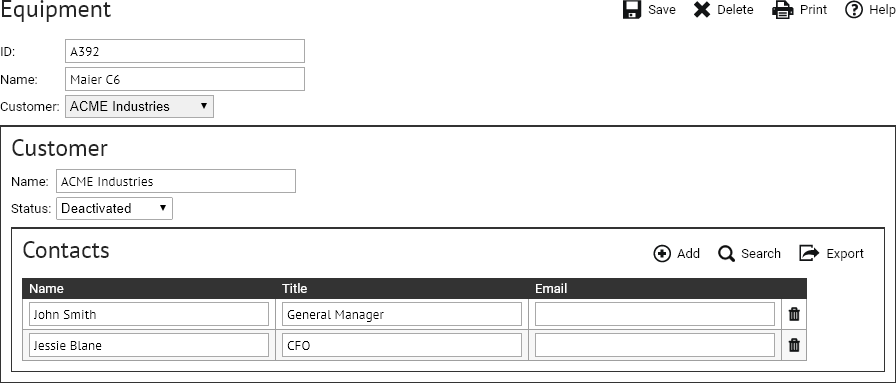 Equipment Save Delete Print Help
ID: A392
Name: Maier C6
Customer: ACME Industries
Customer
Name: ACME Industries
Status: Deactivated
Contacts Add Search Export
Name Title Email
John Smith General Manager
Jessie Blane CFO